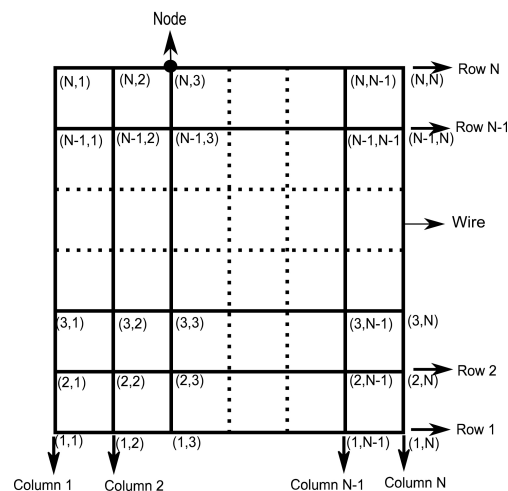 Node
(N,1) (N,2) (N,3) (N,N-1) (N,N) Row N
(N-1,1) (N-1,2) (N-1,3) (N-1,N-1) (N-1,N) Row N-1
Wire
(3,1) (3,2) (3,3) (3,N-1) (3,N)
(2,1) (2,2) (2,3) (2,N-1) (2,N) Row 2
(1,1) (1,2) (1,3) (1,N-1) (1,N) Row 1
Column 1 Column 2 Column N-1 Column N